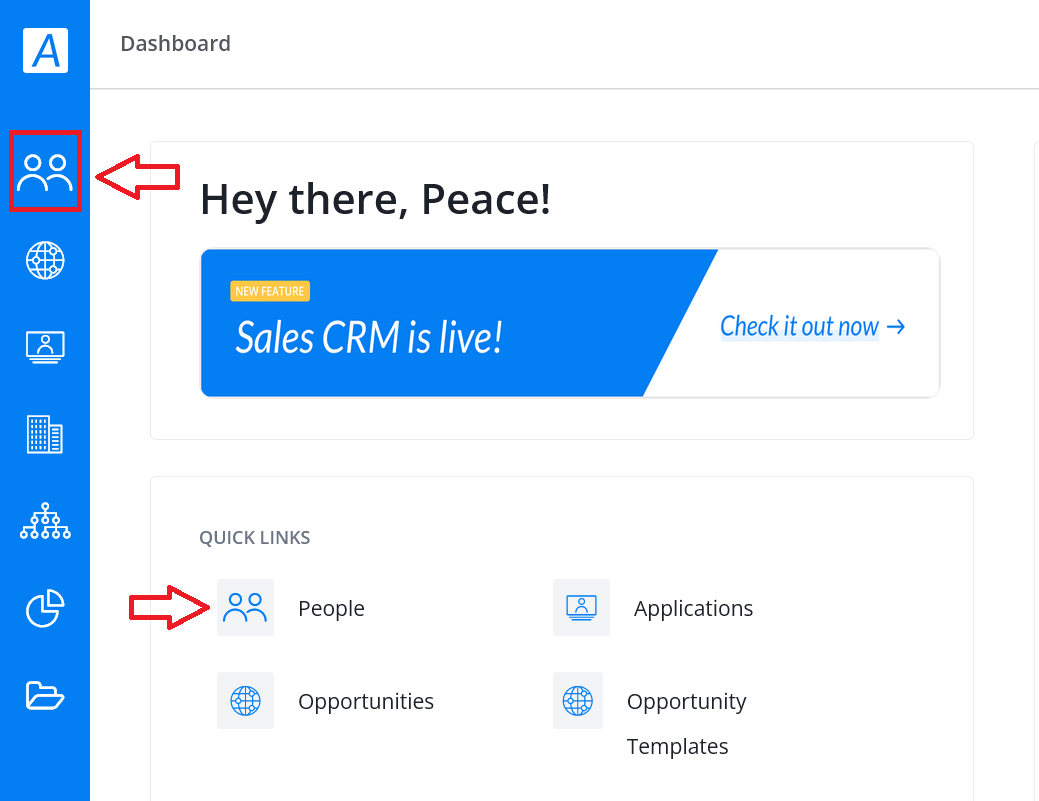 A
Dashboard
Hey there, Peace!
NEW FEATURE
Sales CRM is live!
Check it out now →
QUICK LINKS
People
Applications
Opportunities
Opportunity
Templates